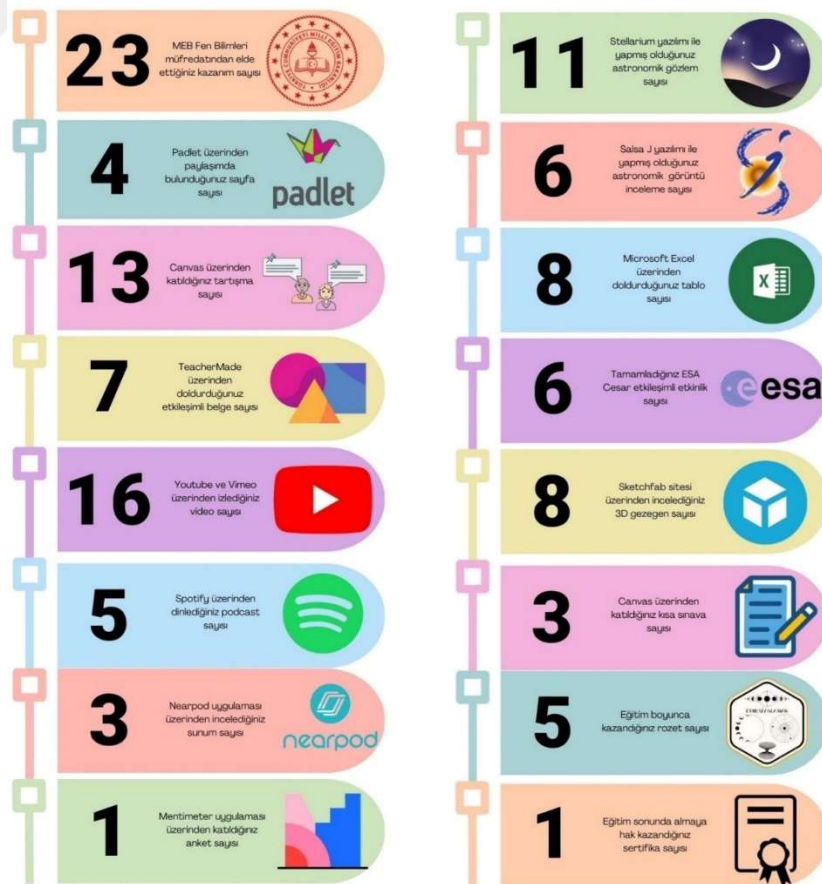 23
MEB Fen Bilimleri
müfredatından elde
ettiğiniz kazanım sayısı
4
Padlet üzerinden
paylaşımda
bulunduğunuz sayfa
sayısı
padlet
13
Canvas üzerinden
katıldığınız tartışma
sayısı
7
TeacherMade
üzerinden
doldurduğunuz
etkileşimli belge sayısı
16
Youtube ve Vimeo
üzerinden izlediğiniz
video sayısı
5
Spotify üzerinden
dinlediğiniz podcast
sayısı
3
Nearpod uygulaması
üzerinden incelediğiniz
sunum sayısı
nearpod
1
Mentimeter uygulaması
üzerinden katıldığınız
anket sayısı
11
Stellarium yazılımı ile
yapmış olduğunuz
astronomik gözlem
sayısı
6
Salsa J yazılımı ile
yapmış olduğunuz
astronomik görüntü
inceleme sayısı
8
Microsoft Excel
üzerinden
doldurduğunuz tablo
sayısı
X
6
Tamamladığınız ESA
Cesar etkileşimli etkinlik
sayısı
esa
8
Sketchfab sitesi
üzerinden incelediğiniz
3D gezegen sayısı
3
Canvas üzerinden
katıldığınız kısa sınava
sayısı
5
Eğitim boyunca
kazandığınız rozet sayısı
1
Eğitim sonunda almaya
hak kazandığınız
sertifika sayısı